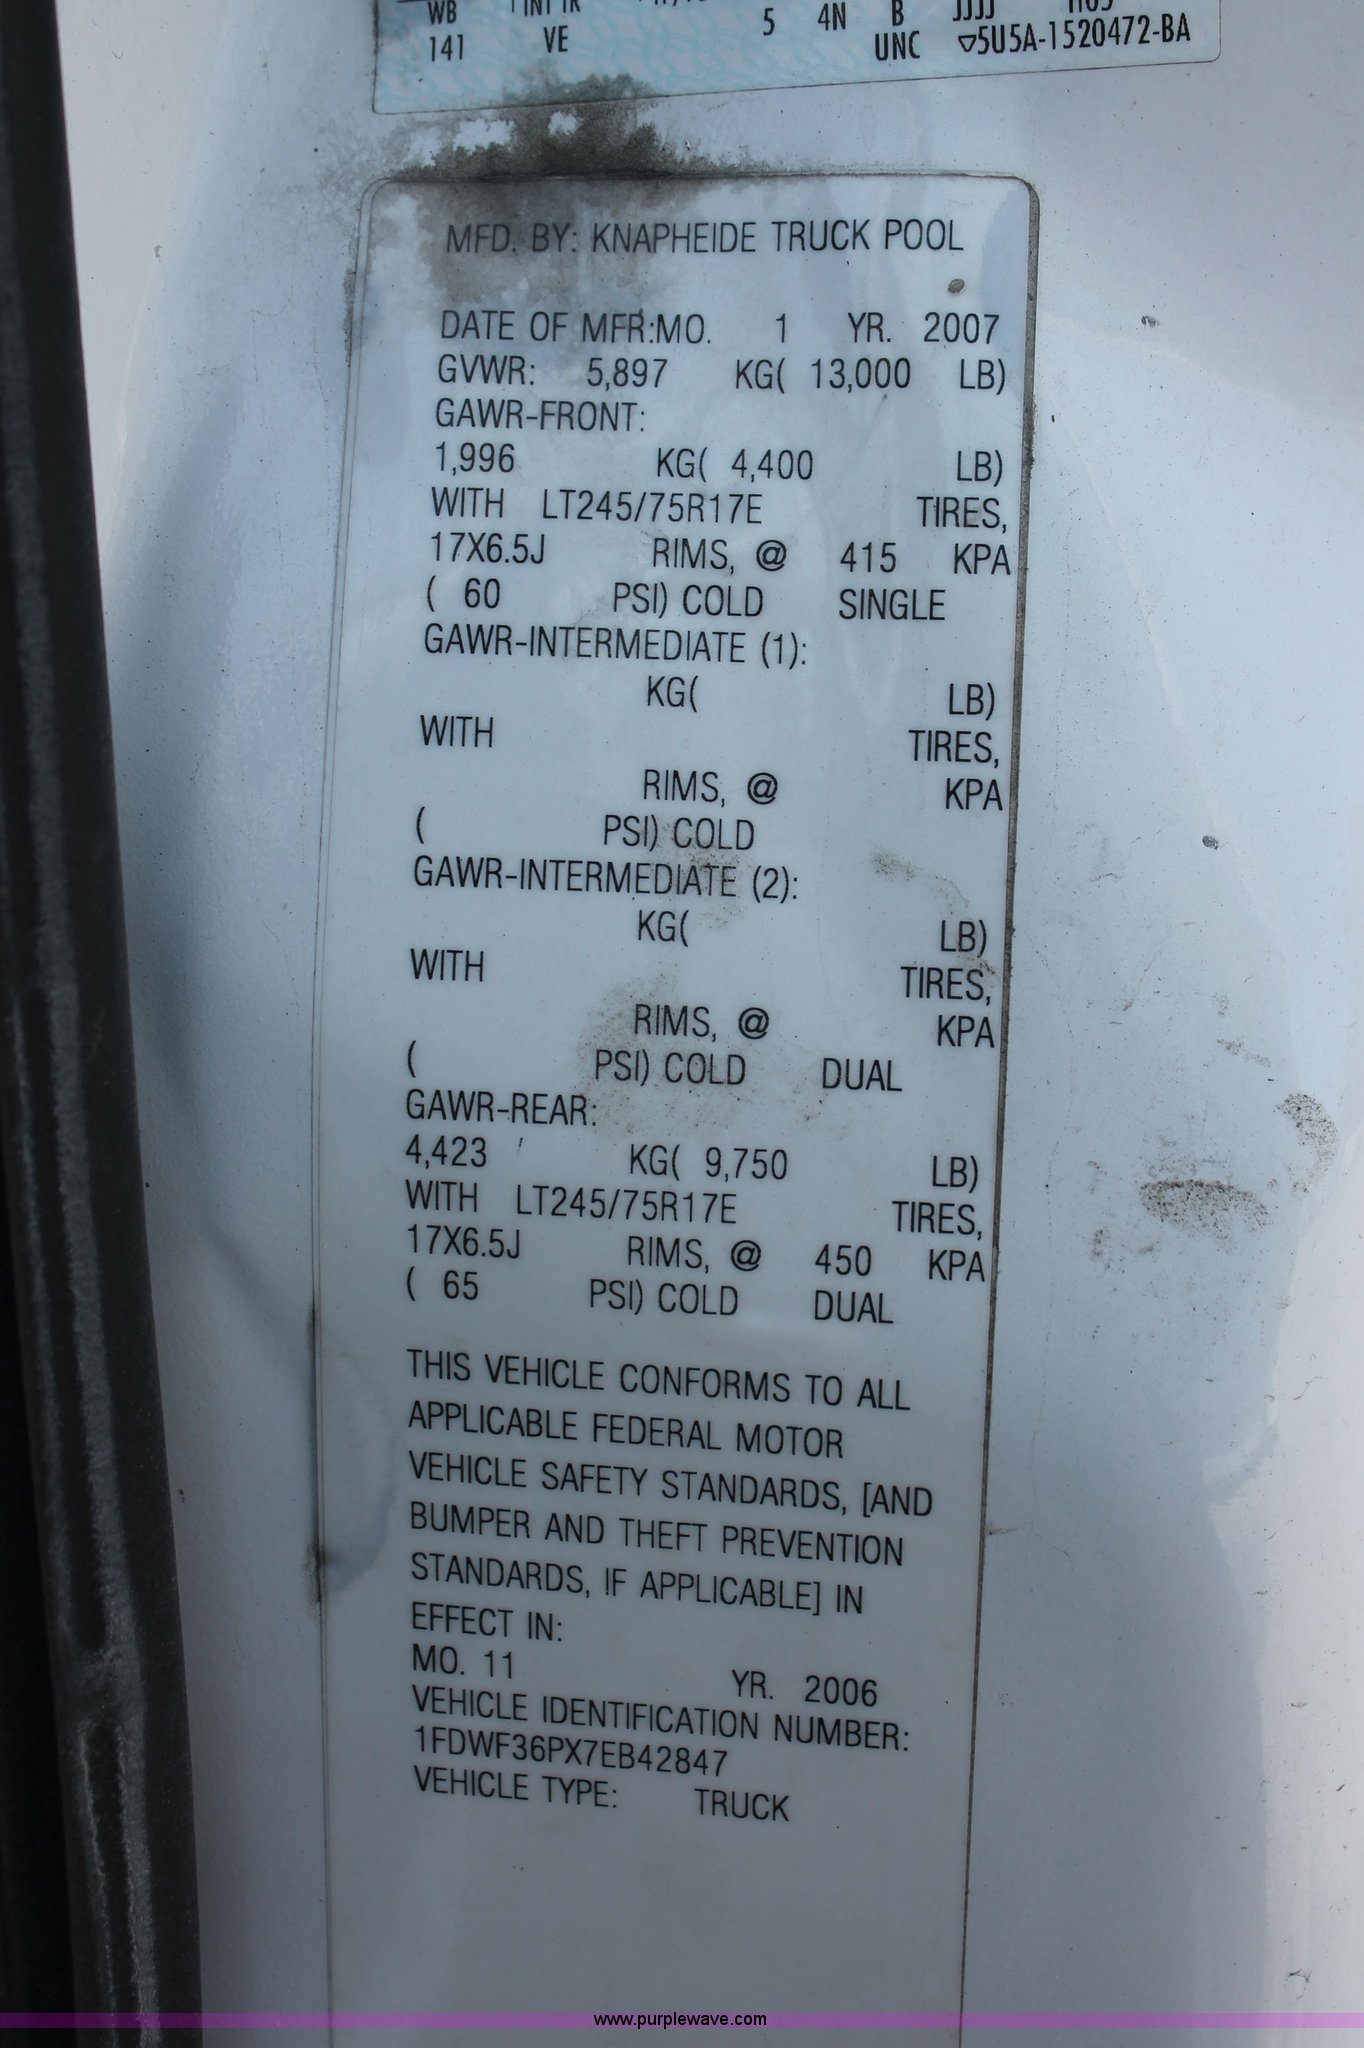 WB INT TR
141 VE 5 4N B JJJJ
UNC ▽5U5A-1520472-BA
MFD. BY: KNAPHEIDE TRUCK POOL
DATE OF MFR:MO. 1 YR. 2007
GVWR: 5,897 KG( 13,000 LB)
GAWR-FRONT:
1,996 KG( 4,400 LB)
WITH LT245/75R17E TIRES,
17X6.5J RIMS, @ 415 KPA
( 60 PSI) COLD SINGLE
GAWR-INTERMEDIATE (1):
KG( LB)
WITH TIRES,
RIMS, @ KPA
( PSI) COLD
GAWR-INTERMEDIATE (2):
KG( LB)
WITH TIRES,
RIMS, @ KPA
( PSI) COLD DUAL
GAWR-REAR:
4,423 KG( 9,750 LB)
WITH LT245/75R17E TIRES,
17X6.5J RIMS, @ 450 KPA
( 65 PSI) COLD DUAL
THIS VEHICLE CONFORMS TO ALL
APPLICABLE FEDERAL MOTOR
VEHICLE SAFETY STANDARDS, [AND
BUMPER AND THEFT PREVENTION
STANDARDS, IF APPLICABLE] IN
EFFECT IN:
MO. 11 YR. 2006
VEHICLE IDENTIFICATION NUMBER:
1FDWF36PX7EB42847
VEHICLE TYPE: TRUCK
www.purplewave.com